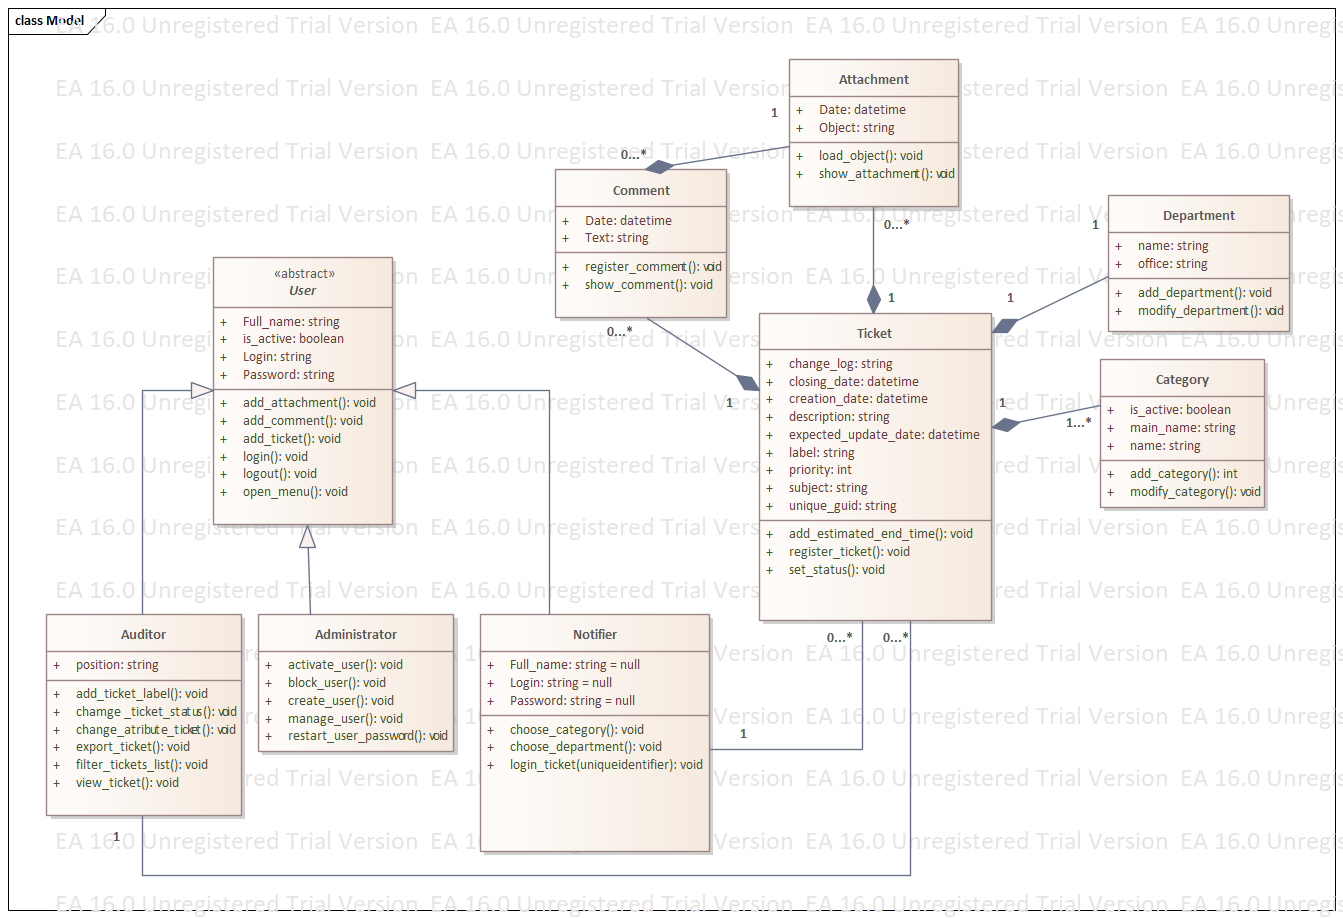 class Model
EA 16.0 Unregistered Trial Version
Attachment
+ Date: datetime
+ Object: string
+ load_object(): void
+ show_attachment(): void
1
0...*
0...*
1
Comment
+ Date: datetime
+ Text: string
+ register_comment(): void
+ show_comment(): void
0...*
1
Department
+ name: string
+ office: string
+ add_department(): void
+ modify_department(): void
1
1
«abstract»
User
+ Full_name: string
+ is_active: boolean
+ Login: string
+ Password: string
+ add_attachment(): void
+ add_comment(): void
+ add_ticket(): void
+ login(): void
+ logout(): void
+ open_menu(): void
Ticket
+ change_log: string
+ closing_date: datetime
+ creation_date: datetime
+ description: string
+ expected_update_date: datetime
+ label: string
+ priority: int
+ subject: string
+ unique_guid: string
+ add_estimated_end_time(): void
+ register_ticket(): void
+ set_status(): void
Category
+ is_active: boolean
+ main_name: string
+ name: string
+ add_category(): int
+ modify_category(): void
1
1...*
Auditor
+ position: string
+ add_ticket_label(): void
+ chamge _ticket_status(): void
+ change_atribute_ticket(): void
+ export_ticket(): void
+ filter_tickets_list(): void
+ view_ticket(): void
Administrator
+ activate_user(): void
+ block_user(): void
+ create_user(): void
+ manage_user(): void
+ restart_user_password(): void
Notifier
+ Full_name: string = null
+ Login: string = null
+ Password: string = null
+ choose_category(): void
+ choose_department(): void
+ login_ticket(uniqueidentifier): void
0...*
0...*
1
1